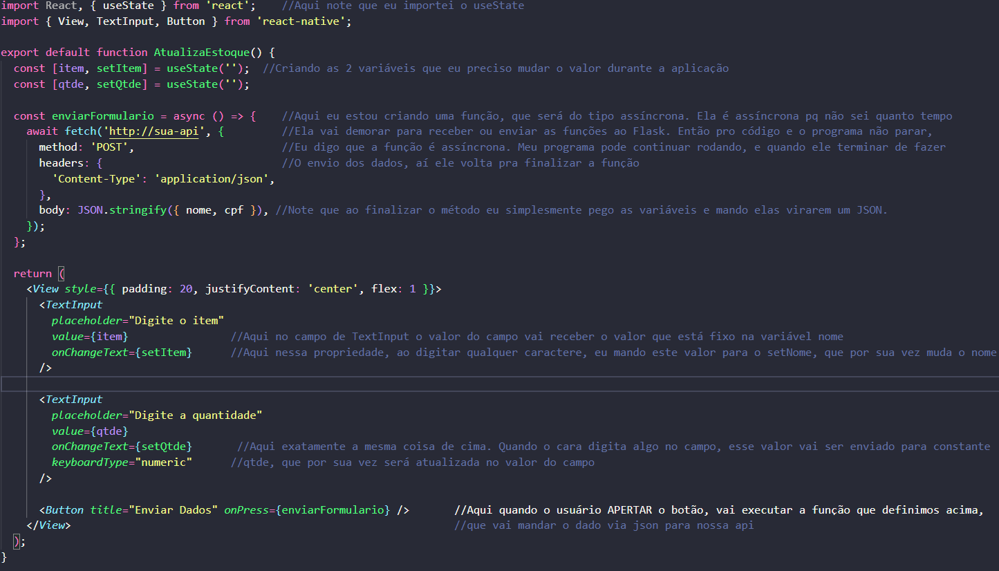 import React, { useState } from 'react';    //Aqui note que eu importei o useState
import { View, TextInput, Button } from 'react-native';

export default function AtualizaEstoque() {
  const [item, setItem] = useState('');  //Criando as 2 variáveis que eu preciso mudar o valor durante a aplicação
  const [qtde, setQtde] = useState('');

  const enviarFormulario = async () => {    //Aqui eu estou criando uma função, que será do tipo assíncrona. Ela é assíncrona pq não sei quanto tempo
    await fetch('http://sua-api', {         //Ela vai demorar para receber ou enviar as funções ao Flask. Então pro código e o programa não parar,
      method: 'POST',                       //Eu digo que a função é assíncrona. Meu programa pode continuar rodando, e quando ele terminar de fazer
      headers: {                            //O envio dos dados, aí ele volta pra finalizar a função
        'Content-Type': 'application/json',
      },
      body: JSON.stringify({ nome, cpf }), //Note que ao finalizar o método eu simplesmente pego as variáveis e mando elas virarem um JSON.
    });
  };

  return (
    <View style={{ padding: 20, justifyContent: 'center', flex: 1 }}>
      <TextInput
        placeholder="Digite o item"
        value={item}                //Aqui no campo de TextInput o valor do campo vai receber o valor que está fixo na variável nome
        onChangeText={setItem}      //Aqui nessa propriedade, ao digitar qualquer caractere, eu mando este valor para o setNome, que por sua vez muda o nome
      />

      <TextInput
        placeholder="Digite a quantidade"
        value={qtde}
        onChangeText={setQtde}       //Aqui exatamente a mesma coisa de cima. Quando o cara digita algo no campo, esse valor vai ser enviado para constante
        keyboardType="numeric"      //qtde, que por sua vez será atualizada no valor do campo
      />

      <Button title="Enviar Dados" onPress={enviarFormulario} />       //Aqui quando o usuário APERTAR o botão, vai executar a função que definimos acima,
    </View>                                                            //que vai mandar o dado via json para nossa api
  );
}